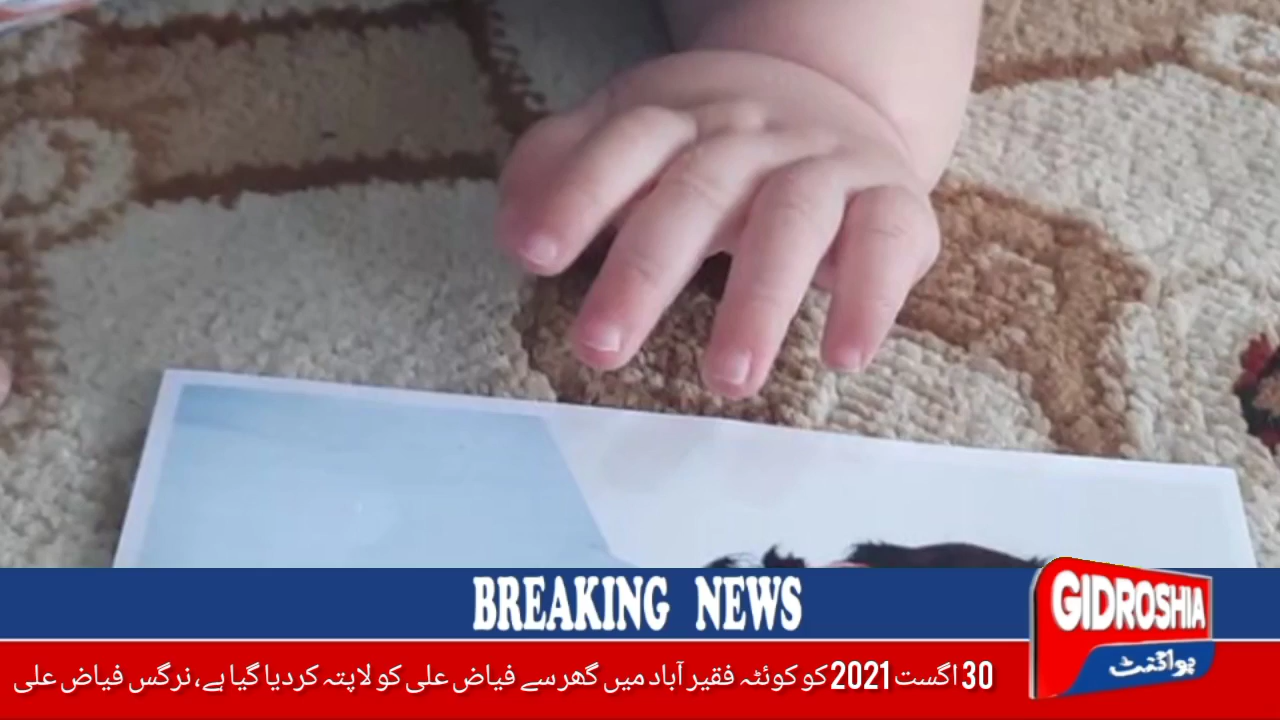 BREAKING NEWS
GIDROSHIA
پوائنٹ
30 اگست 2021 کو کوئٹہ فقیر آباد میں گھر سے فیاض علی کو لاپتہ کردیا گیا ہے، نرگس فیاض علی